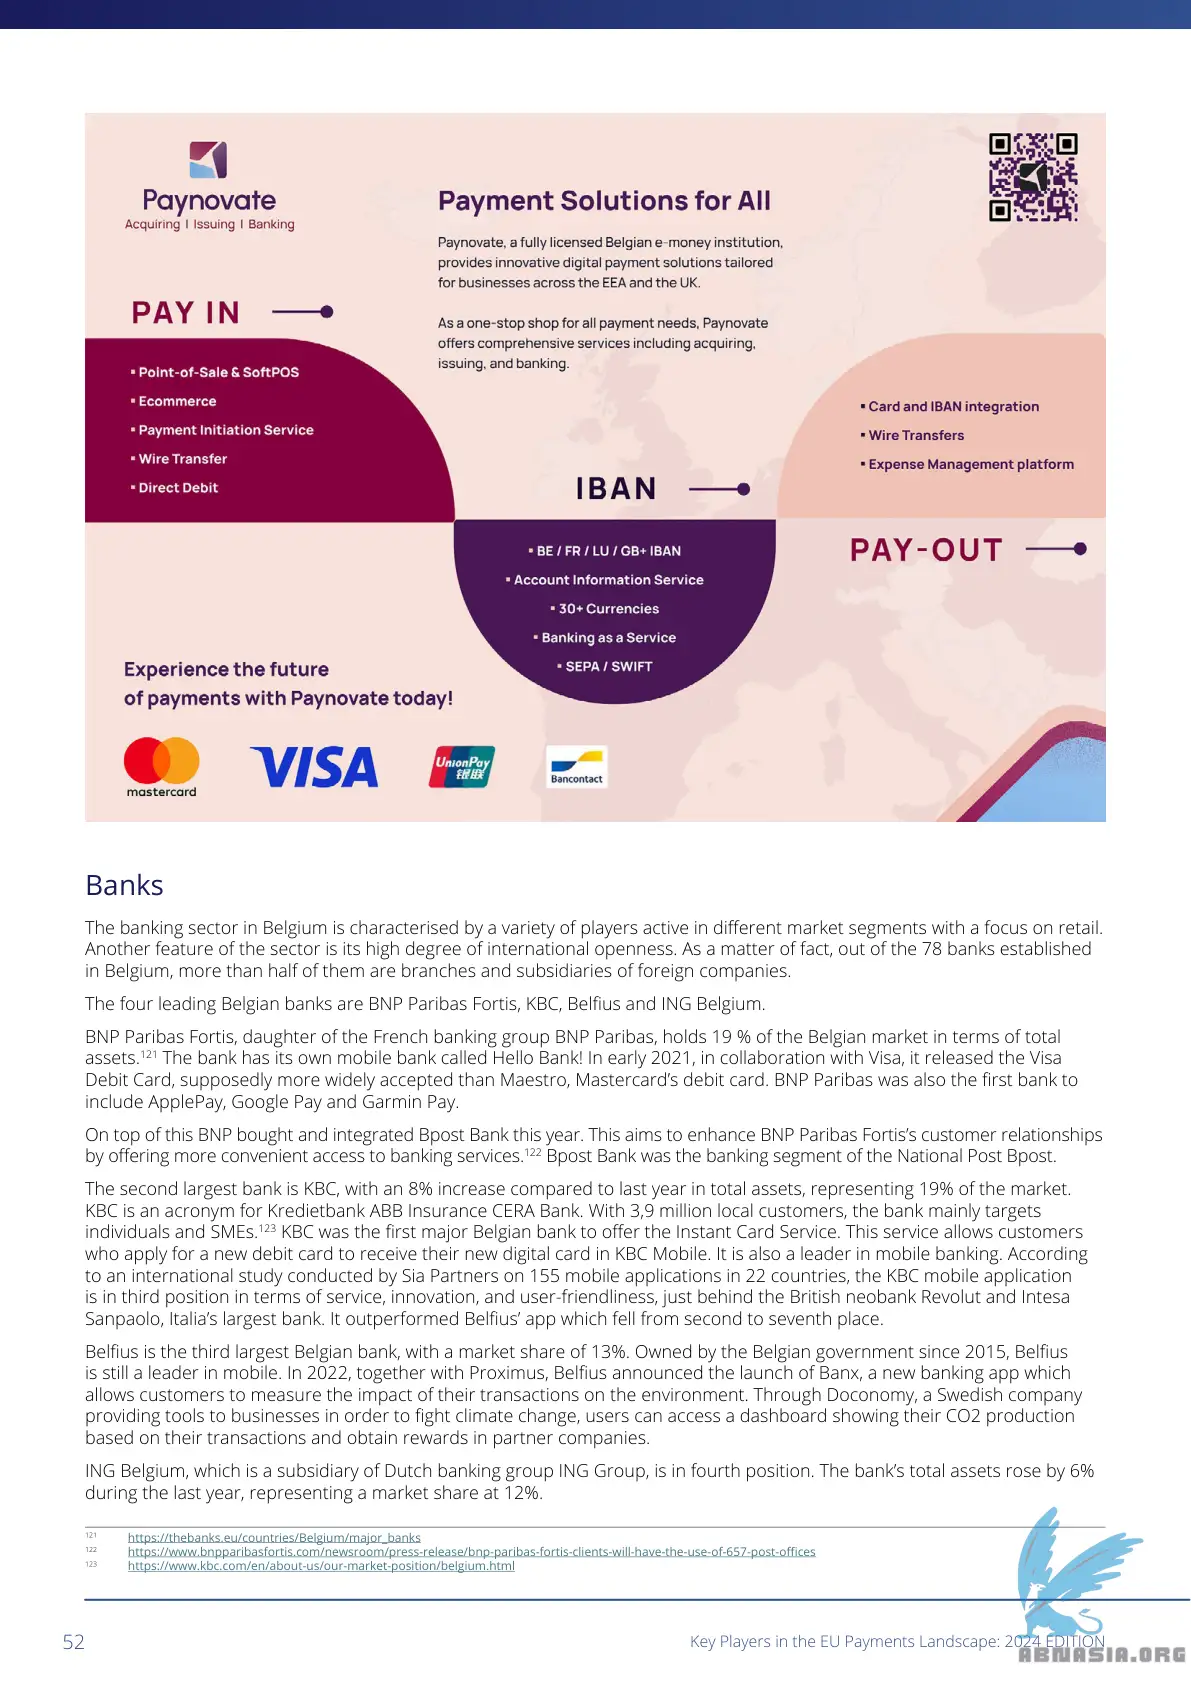 Paynovate
Acquiring | Issuing | Banking
Payment Solutions for All
Paynovate, a fully licensed Belgian e-money institution,
provides innovative digital payment solutions tailored
for businesses across the EEA and the UK.
As a one-stop shop for all payment needs, Paynovate
offers comprehensive services including acquiring,
issuing, and banking.
PAY IN
▪ Point-of-Sale & SoftPOS
▪ Ecommerce
▪ Payment Initiation Service
▪ Wire Transfer
▪ Direct Debit
IBAN
▪ BE / FR / LU / GB+ IBAN
▪ Account Information Service
▪ 30+ Currencies
▪ Banking as a Service
▪ SEPA / SWIFT
▪ Card and IBAN integration
▪ Wire Transfers
▪ Expense Management platform
PAY-OUT
Experience the future
of payments with Paynovate today!
mastercard
VISA
UnionPay
银联
Bancontact
Banks
The banking sector in Belgium is characterised by a variety of players active in different market segments with a focus on retail.
Another feature of the sector is its high degree of international openness. As a matter of fact, out of the 78 banks established
in Belgium, more than half of them are branches and subsidiaries of foreign companies.
The four leading Belgian banks are BNP Paribas Fortis, KBC, Belfius and ING Belgium.
BNP Paribas Fortis, daughter of the French banking group BNP Paribas, holds 19 % of the Belgian market in terms of total
assets.121 The bank has its own mobile bank called Hello Bank! In early 2021, in collaboration with Visa, it released the Visa
Debit Card, supposedly more widely accepted than Maestro, Mastercard’s debit card. BNP Paribas was also the first bank to
include ApplePay, Google Pay and Garmin Pay.
On top of this BNP bought and integrated Bpost Bank this year. This aims to enhance BNP Paribas Fortis’s customer relationships
by offering more convenient access to banking services.122 Bpost Bank was the banking segment of the National Post Bpost.
The second largest bank is KBC, with an 8% increase compared to last year in total assets, representing 19% of the market.
KBC is an acronym for Kredietbank ABB Insurance CERA Bank. With 3,9 million local customers, the bank mainly targets
individuals and SMEs.123 KBC was the first major Belgian bank to offer the Instant Card Service. This service allows customers
who apply for a new debit card to receive their new digital card in KBC Mobile. It is also a leader in mobile banking. According
to an international study conducted by Sia Partners on 155 mobile applications in 22 countries, the KBC mobile application
is in third position in terms of service, innovation, and user-friendliness, just behind the British neobank Revolut and Intesa
Sanpaolo, Italia’s largest bank. It outperformed Belfius’ app which fell from second to seventh place.
Belfius is the third largest Belgian bank, with a market share of 13%. Owned by the Belgian government since 2015, Belfius
is still a leader in mobile. In 2022, together with Proximus, Belfius announced the launch of Banx, a new banking app which
allows customers to measure the impact of their transactions on the environment. Through Doconomy, a Swedish company
providing tools to businesses in order to fight climate change, users can access a dashboard showing their CO2 production
based on their transactions and obtain rewards in partner companies.
ING Belgium, which is a subsidiary of Dutch banking group ING Group, is in fourth position. The bank’s total assets rose by 6%
during the last year, representing a market share at 12%.
121 https://thebanks.eu/countries/Belgium/major_banks
122 https://www.bnpparibasfortis.com/newsroom/press-release/bnp-paribas-fortis-clients-will-have-the-use-of-657-post-offices
123 https://www.kbc.com/en/about-us/our-market-position/belgium.html
52
Key Players in the EU Payments Landscape: 2024 EDITION
ABNASIA.ORG